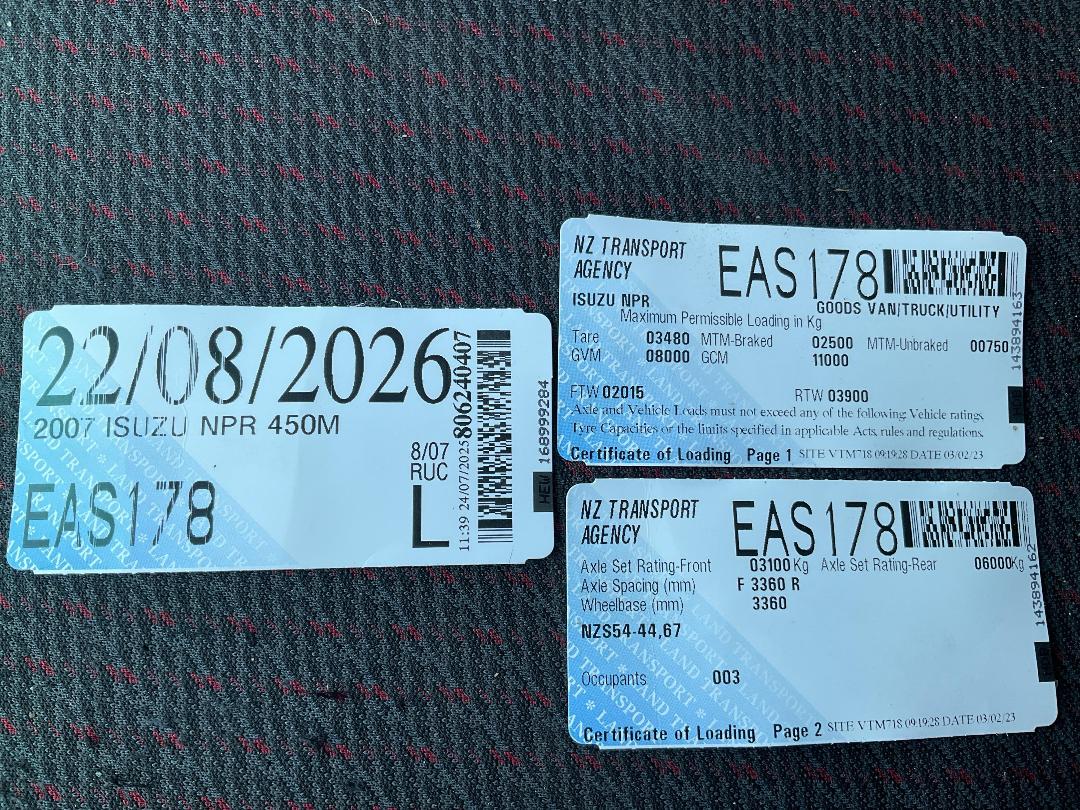 22/08/2026
2007 ISUZU NPR 450M
8/07
RUC
EAS178
L
11:39 24/07/2025
806240407
HEW 168999284
NZ TRANSPORT
AGENCY
EAS178
ISUZU NPR
GOODS VAN/TRUCK/UTILITY
Maximum Permissible Loading in Kg
Tare 03480 MTM-Braked 02500 MTM-Unbraked 00750
GVM 08000 GCM 11000
FTW 02015 RTW 03900
Axle and Vehicle Loads must not exceed any of the following Vehicle ratings,
Tyre Capacities or the limits specified in applicable Acts, rules and regulations.
Certificate of Loading Page 1 SITE VTM718 09:19:28 DATE 03/02/23
143894163
NZ TRANSPORT
AGENCY
EAS178
Axle Set Rating-Front 03100 Kg Axle Set Rating-Rear 06000Kg
Axle Spacing (mm) F 3360 R
Wheelbase (mm) 3360
NZS54-44,67
Occupants 003
Certificate of Loading Page 2 SITE VTM718 09:19:28 DATE 03/02/23
143894162